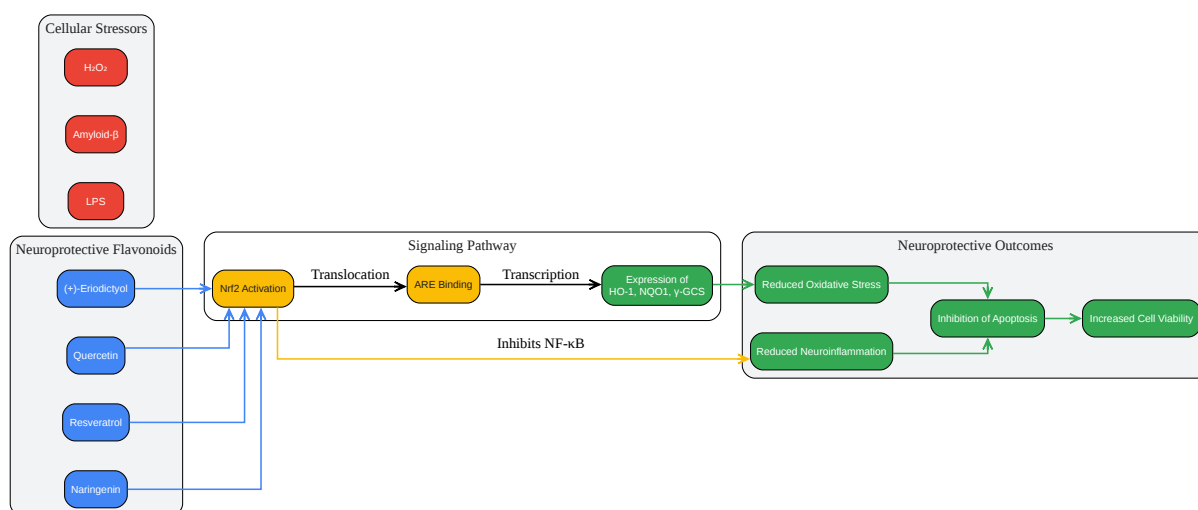 Cellular Stressors
H₂O₂
Amyloid-β
LPS
Neuroprotective Flavonoids
(+)-Eriodictyol
Quercetin
Resveratrol
Naringenin
Signaling Pathway
Nrf2 Activation
Translocation
ARE Binding
Transcription
Expression of
HO-1, NQO1, γ-GCS
Inhibits NF-κB
Neuroprotective Outcomes
Reduced Oxidative Stress
Reduced Neuroinflammation
Inhibition of Apoptosis
Increased Cell Viability